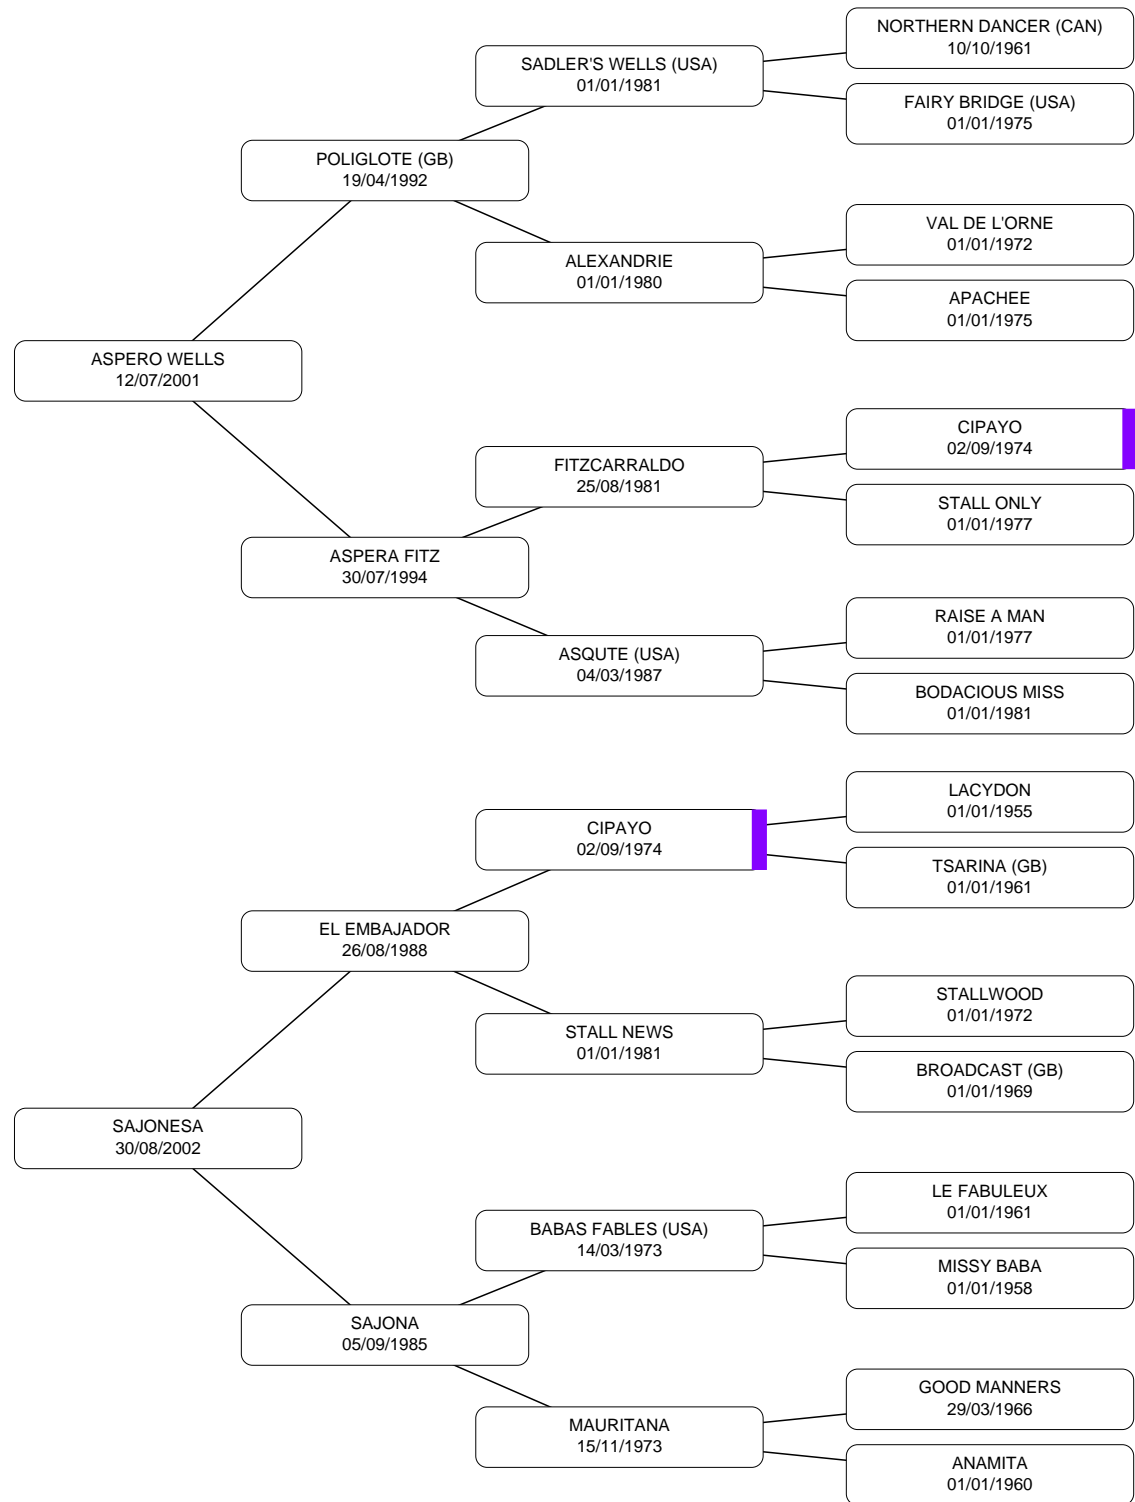 NORTHERN DANCER (CAN)
10/10/1961
SADLER'S WELLS (USA)
01/01/1981
FAIRY BRIDGE (USA)
01/01/1975
POLIGLOTE (GB)
19/04/1992
VAL DE L'ORNE
01/01/1972
ALEXANDRIE
01/01/1980
APACHEE
01/01/1975
ASPERO WELLS
12/07/2001
CIPAYO
02/09/1974
FITZCARRALDO
25/08/1981
STALL ONLY
01/01/1977
ASPERA FITZ
30/07/1994
RAISE A MAN
01/01/1977
ASQUTE (USA)
04/03/1987
BODACIOUS MISS
01/01/1981
LACYDON
01/01/1955
CIPAYO
02/09/1974
TSARINA (GB)
01/01/1961
EL EMBAJADOR
26/08/1988
STALLWOOD
01/01/1972
STALL NEWS
01/01/1981
BROADCAST (GB)
01/01/1969
SAJONESA
30/08/2002
LE FABULEUX
01/01/1961
BABAS FABLES (USA)
14/03/1973
MISSY BABA
01/01/1958
SAJONA
05/09/1985
GOOD MANNERS
29/03/1966
MAURITANA
15/11/1973
ANAMITA
01/01/1960